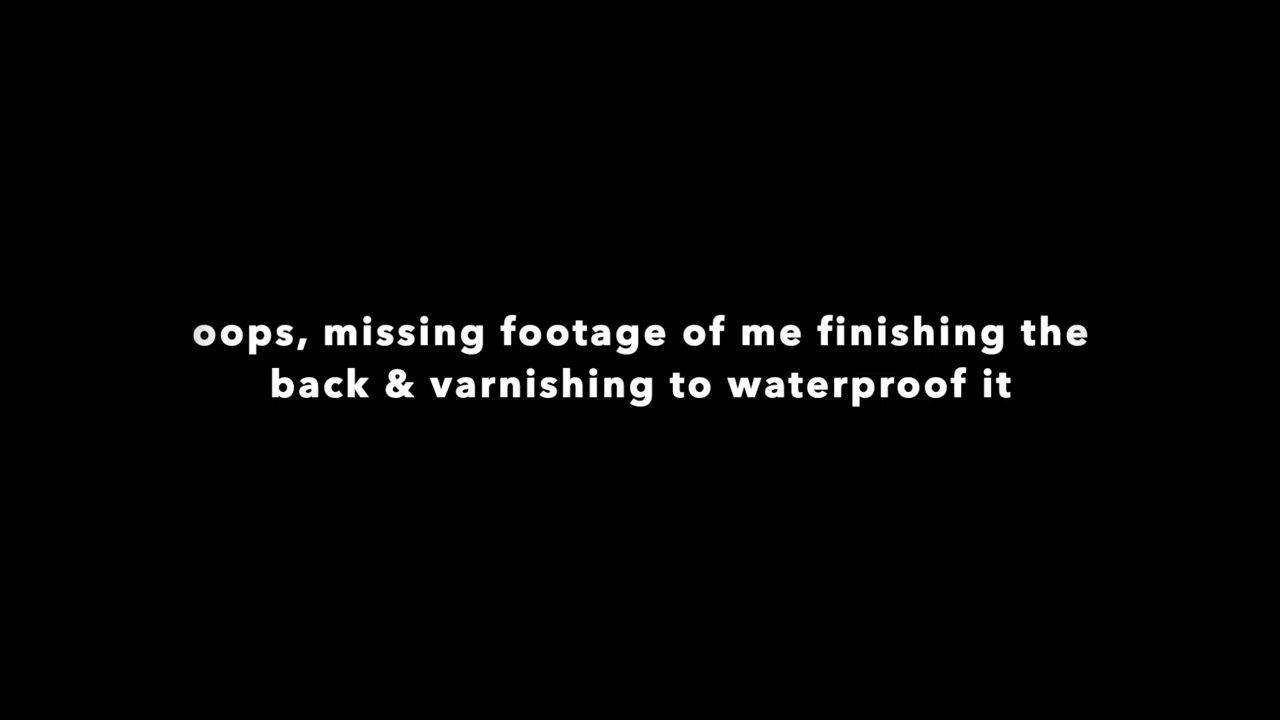 oops, missing footage of me finishing the
back & varnishing to waterproof it